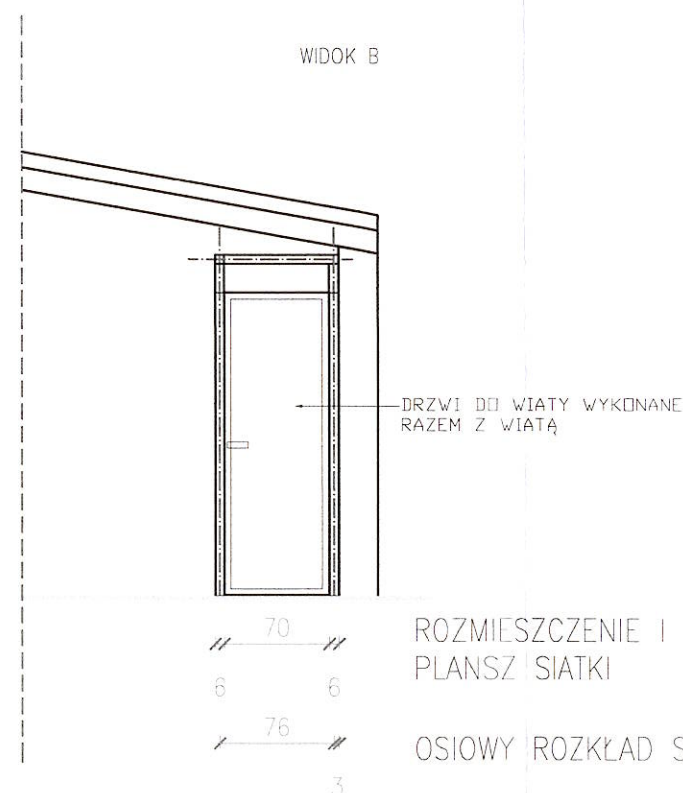 WIDOK B
DRZWI DO WIATY WYKONANE
RAZEM Z WIATĄ
70
6 6
ROZMIESZCZENIE I
PLANSZ SIATKI
76
3
OSIOWY ROZKŁAD S